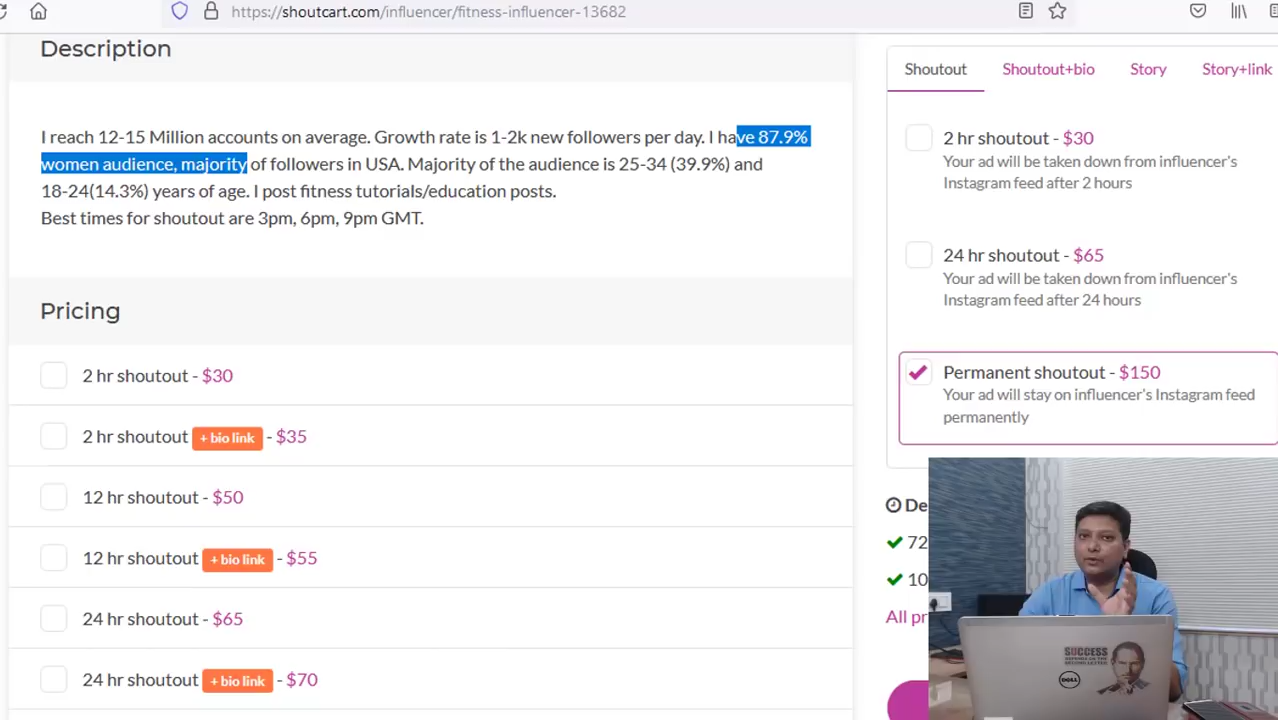 https://shoutcart.com/influencer/fitness-influencer-13682
Description
I reach 12-15 Million accounts on average. Growth rate is 1-2k new followers per day. I have 87.9%
women audience, majority of followers in USA. Majority of the audience is 25-34 (39.9%) and
18-24(14.3%) years of age. I post fitness tutorials/education posts.
Best times for shoutout are 3pm, 6pm, 9pm GMT.
Pricing
2 hr shoutout - $30
2 hr shoutout + bio link - $35
12 hr shoutout - $50
12 hr shoutout + bio link - $55
24 hr shoutout - $65
24 hr shoutout + bio link - $70
Shoutout Shoutout+bio Story Story+link
2 hr shoutout - $30
Your ad will be taken down from influencer's
Instagram feed after 2 hours
24 hr shoutout - $65
Your ad will be taken down from influencer's
Instagram feed after 24 hours
Permanent shoutout - $150
Your ad will stay on influencer's Instagram feed
permanently
De
72
10
All pr
SUCCESS
DELL